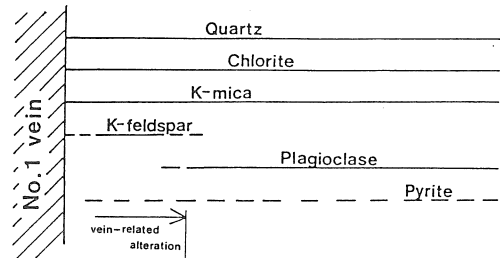 No.1 vein
Quartz
Chlorite
K-mica
K-feldspar
Plagioclase
Pyrite
vein-related
alteration